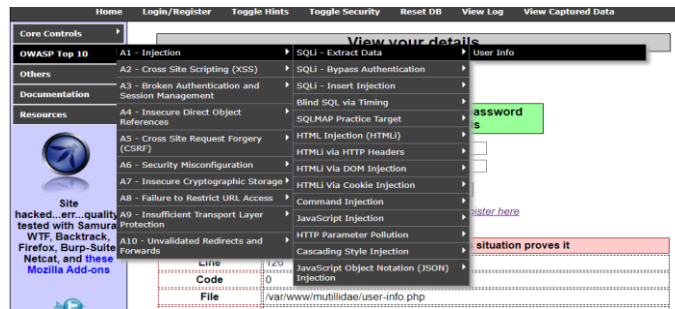 Home Login/Register Toggle Hints Toggle Security Reset DB View Log View Captured Data
Core Controls
OWASP Top 10
Others
Documentation
Resources
View your details
A1 - Injection
A2 - Cross Site Scripting (XSS)
A3 - Broken Authentication and
Session Management
A4 - Insecure Direct Object
References
A5 - Cross Site Request Forgery
(CSRF)
A6 - Security Misconfiguration
A7 - Insecure Cryptographic Storage
A8 - Failure to Restrict URL Access
A9 - Insufficient Transport Layer
Protection
A10 - Unvalidated Redirects and
Forwards
SQLi - Extract Data
SQLi - Bypass Authentication
SQLi - Insert Injection
Blind SQL via Timing
SQLMAP Practice Target
HTML Injection (HTMLi)
HTMLi via HTTP Headers
HTMLi Via DOM Injection
HTMLi Via Cookie Injection
Command Injection
JavaScript Injection
HTTP Parameter Pollution
Cascading Style Injection
JavaScript Object Notation (JSON)
Injection
User Info
assword
s
ister here
situation proves it
Site
hacked...err...quality
tested with Samura
WTF, Backtrack,
Firefox, Burp-Suite
Netcat, and these
Mozilla Add-ons
Line 126
Code 0
File /var/www/mutillidae/user-info.php